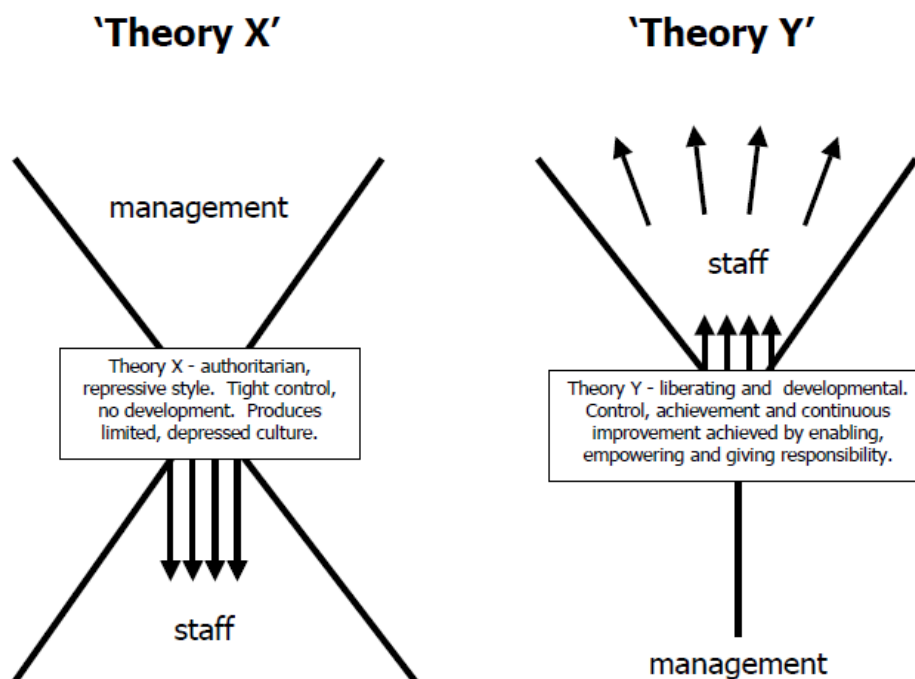 ‘Theory X’
management
Theory X - authoritarian,
repressive style. Tight control,
no development. Produces
limited, depressed culture.
staff
‘Theory Y’
staff
Theory Y - liberating and developmental.
Control, achievement and continuous
improvement achieved by enabling,
empowering and giving responsibility.
management